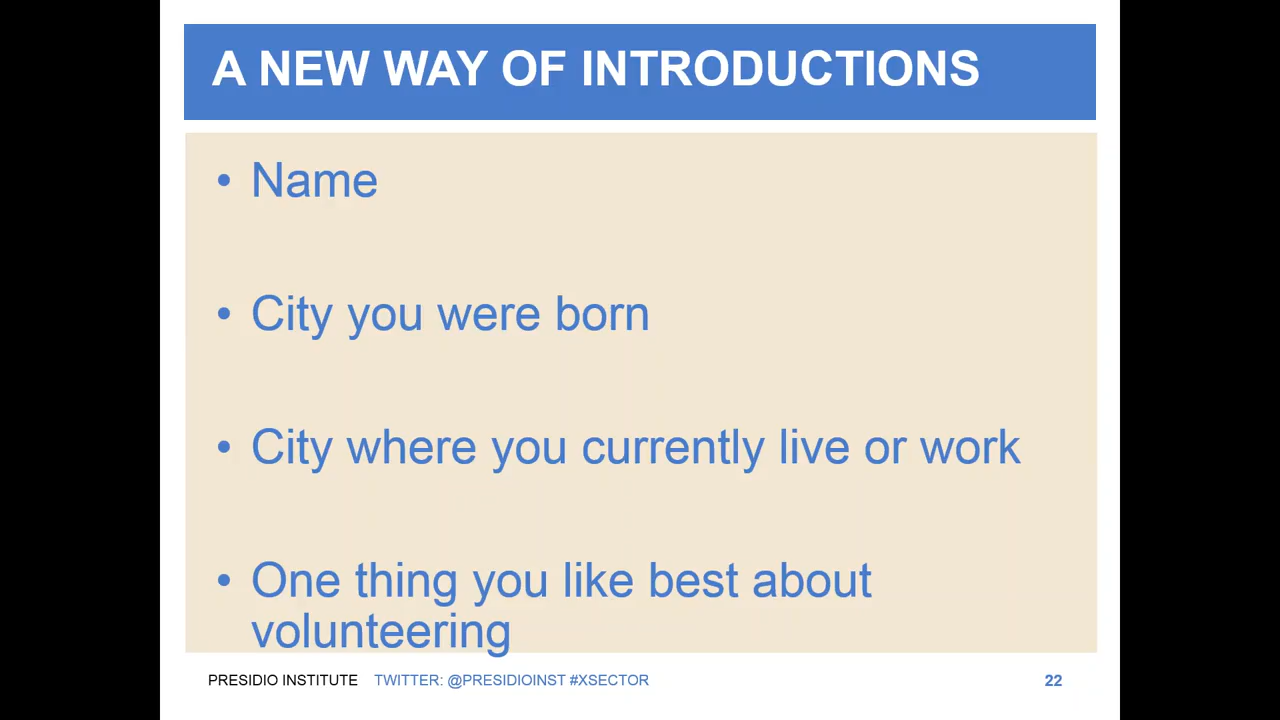 A NEW WAY OF INTRODUCTIONS
• Name
• City you were born
• City where you currently live or work
• One thing you like best about
volunteering
PRESIDIO INSTITUTE TWITTER: @PRESIDIOINST #XSECTOR 22